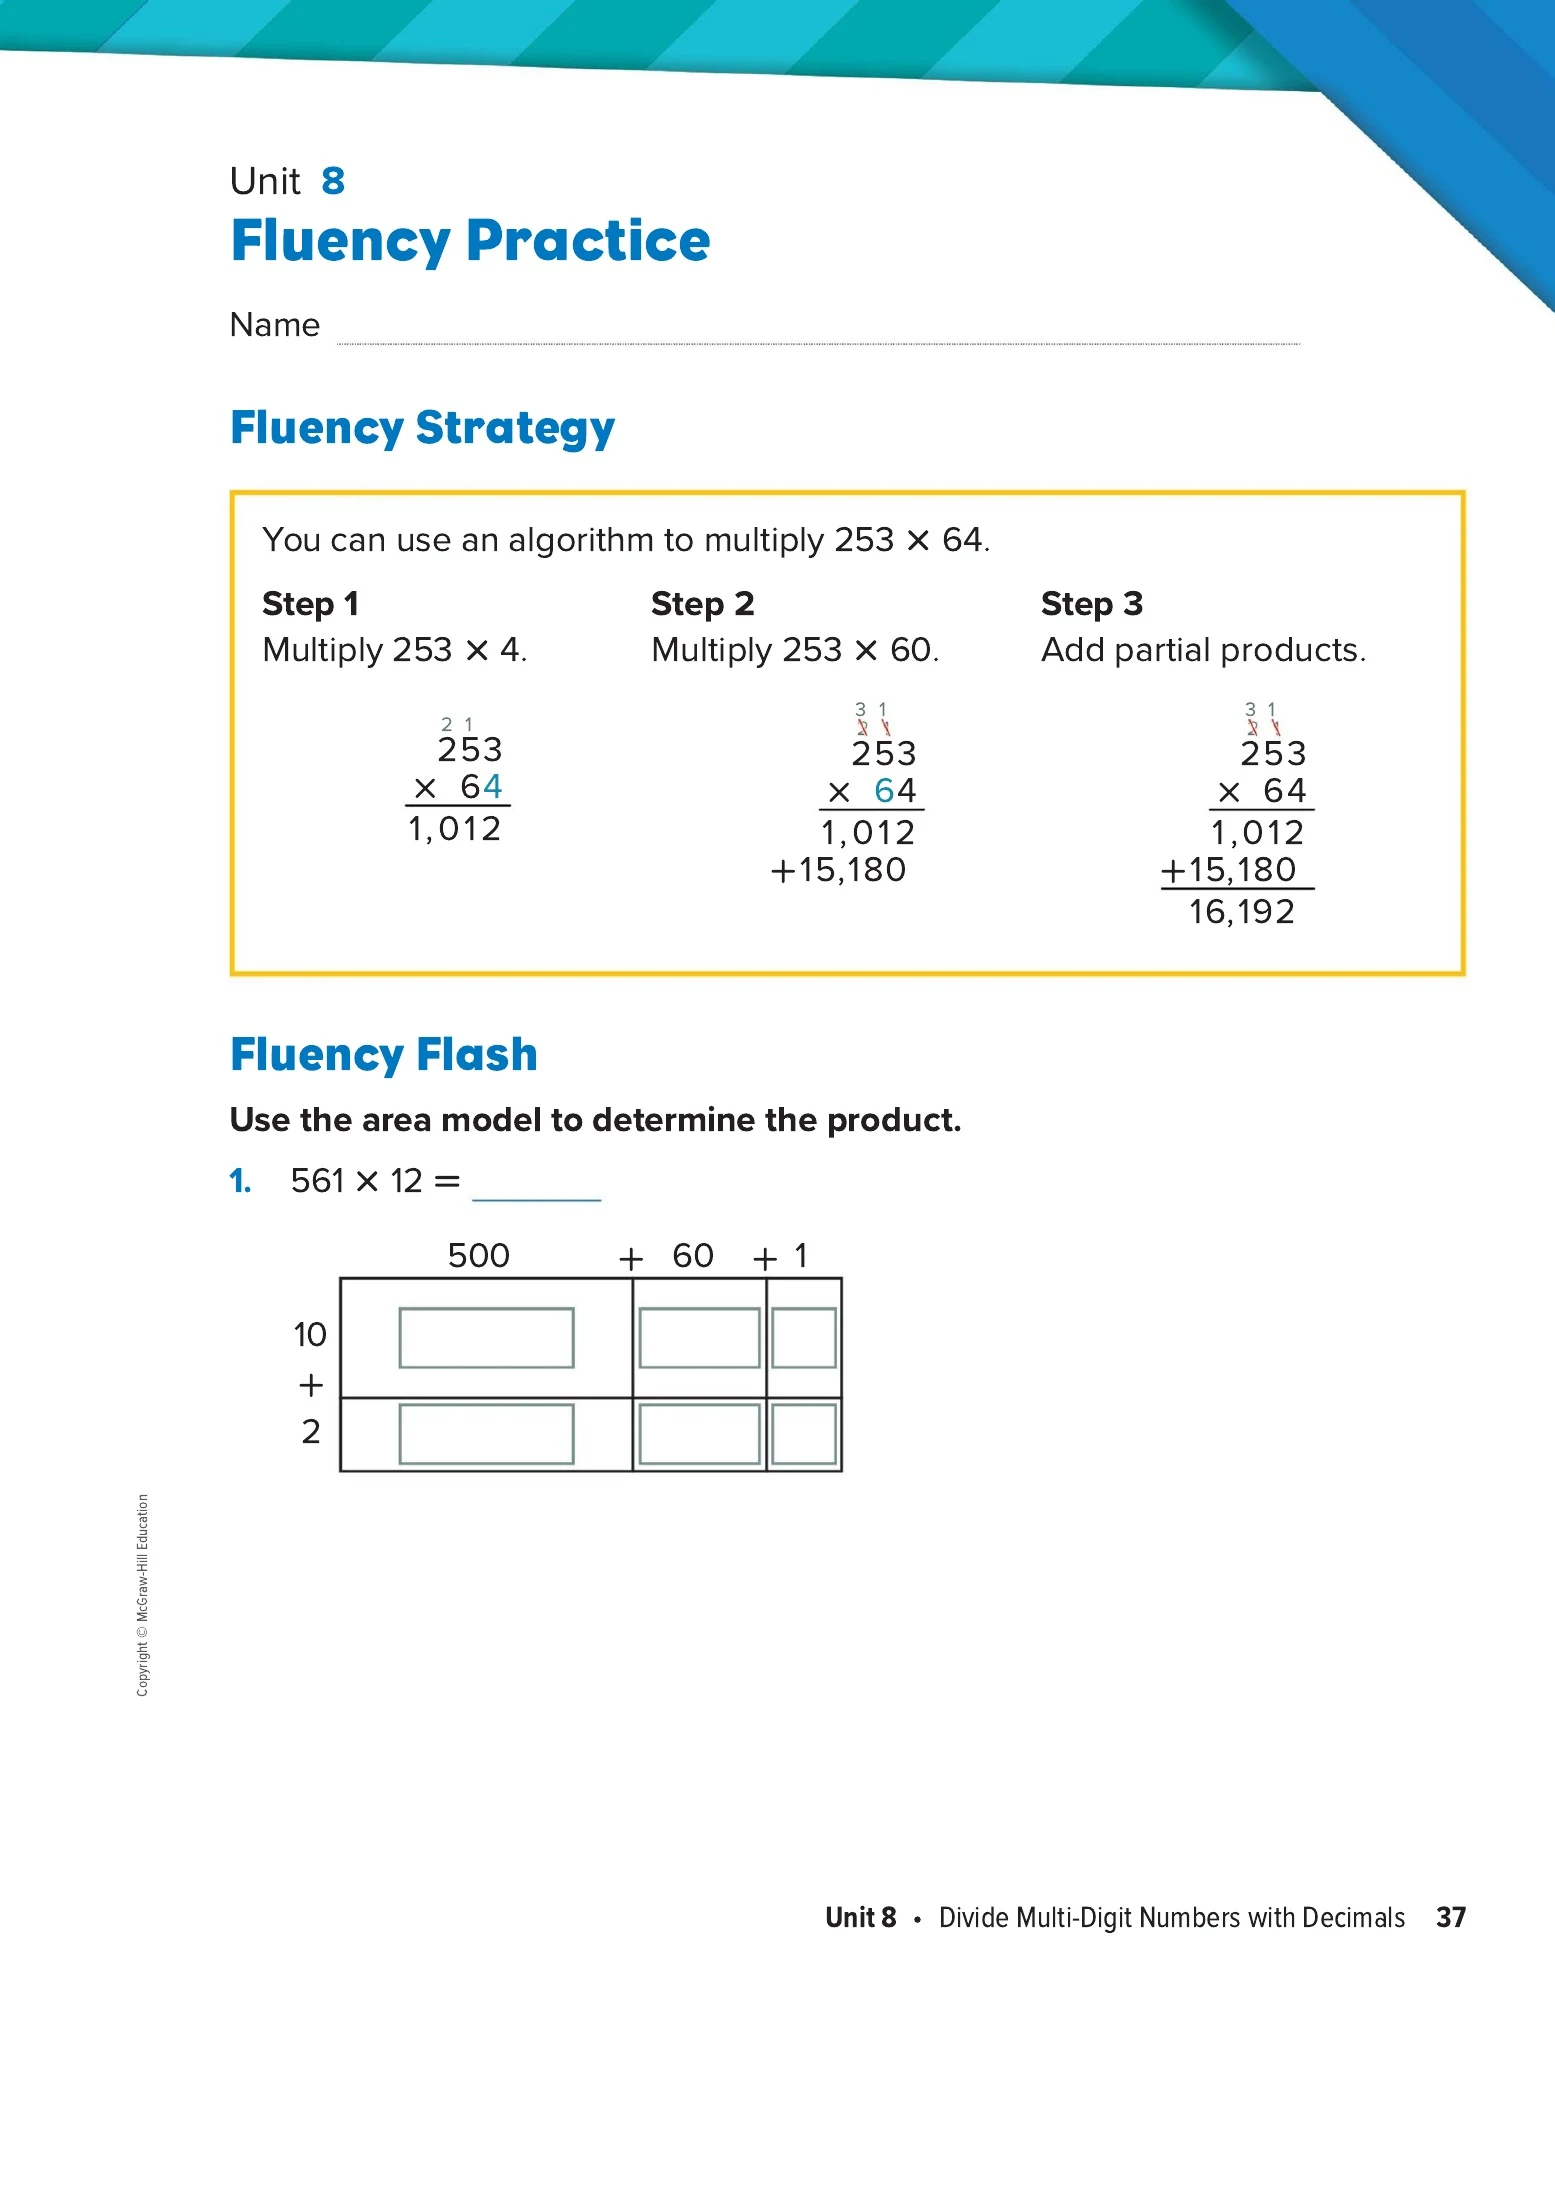 Unit 8
Fluency Practice
Name
Fluency Strategy
You can use an algorithm to multiply 253 × 64.
Step 1
Multiply 253 × 4.
2 1
253
× 64
1,012
Step 2
Multiply 253 × 60.
3 1
2 1
253
× 64
1,012
+15,180
Step 3
Add partial products.
3 1
2 1
253
× 64
1,012
+15,180
16,192
Fluency Flash
Use the area model to determine the product.
1. 561 × 12 =
500 + 60 + 1
10
+
2
Copyright © McGraw-Hill Education
Unit 8 • Divide Multi-Digit Numbers with Decimals 37